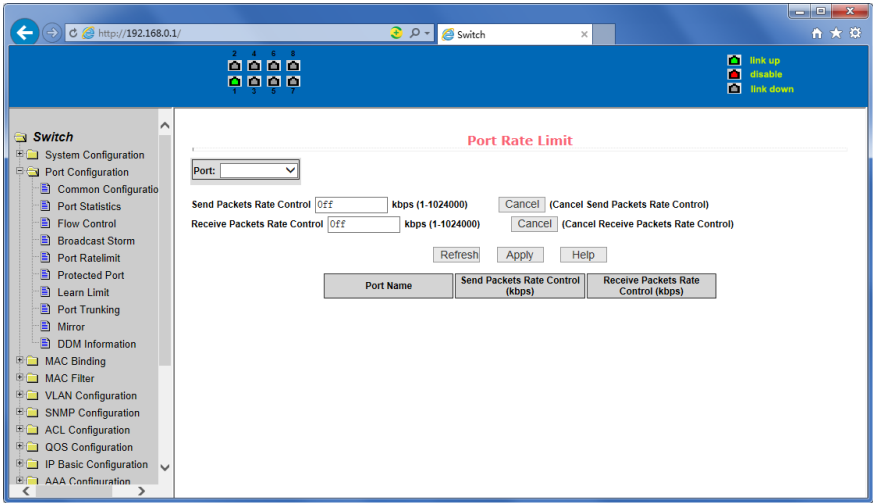 http://192.168.0.1/
Switch
2 4 6 8
1 3 5 7
link up
disable
link down
Switch
System Configuration
Port Configuration
Common Configuratio
Port Statistics
Flow Control
Broadcast Storm
Port Ratelimit
Protected Port
Learn Limit
Port Trunking
Mirror
DDM Information
MAC Binding
MAC Filter
VLAN Configuration
SNMP Configuration
ACL Configuration
QOS Configuration
IP Basic Configuration
AAA Configuration
Port Rate Limit
Port:
Send Packets Rate Control Off kbps (1-1024000) Cancel (Cancel Send Packets Rate Control)
Receive Packets Rate Control Off kbps (1-1024000) Cancel (Cancel Receive Packets Rate Control)
Refresh Apply Help
Port Name Send Packets Rate Control (kbps) Receive Packets Rate Control (kbps)